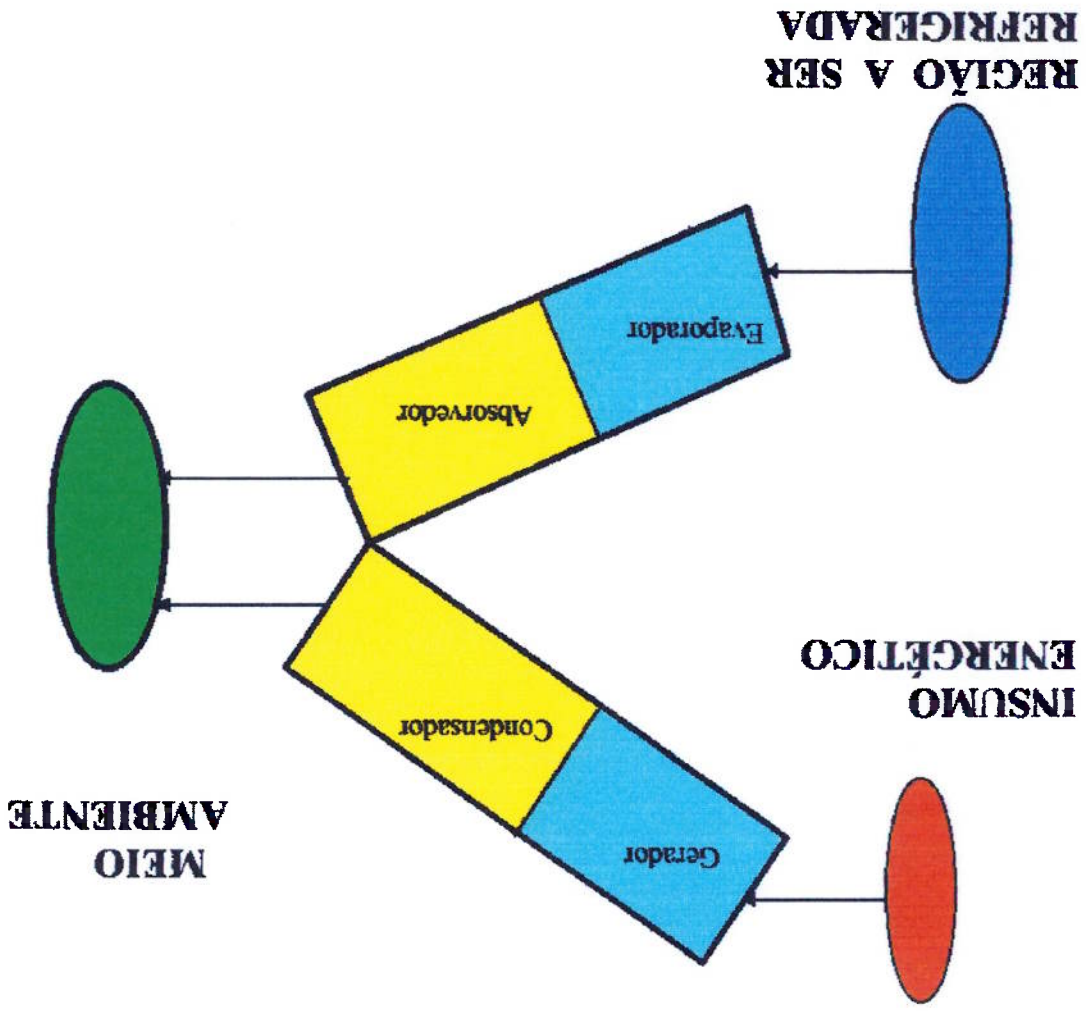 INSUMO
ENERGÉTICO
Gerador
Condensador
MEIO
AMBIENTE
Evaporador
Absorvedor
REGIÃO A SER
REFRIGERADA